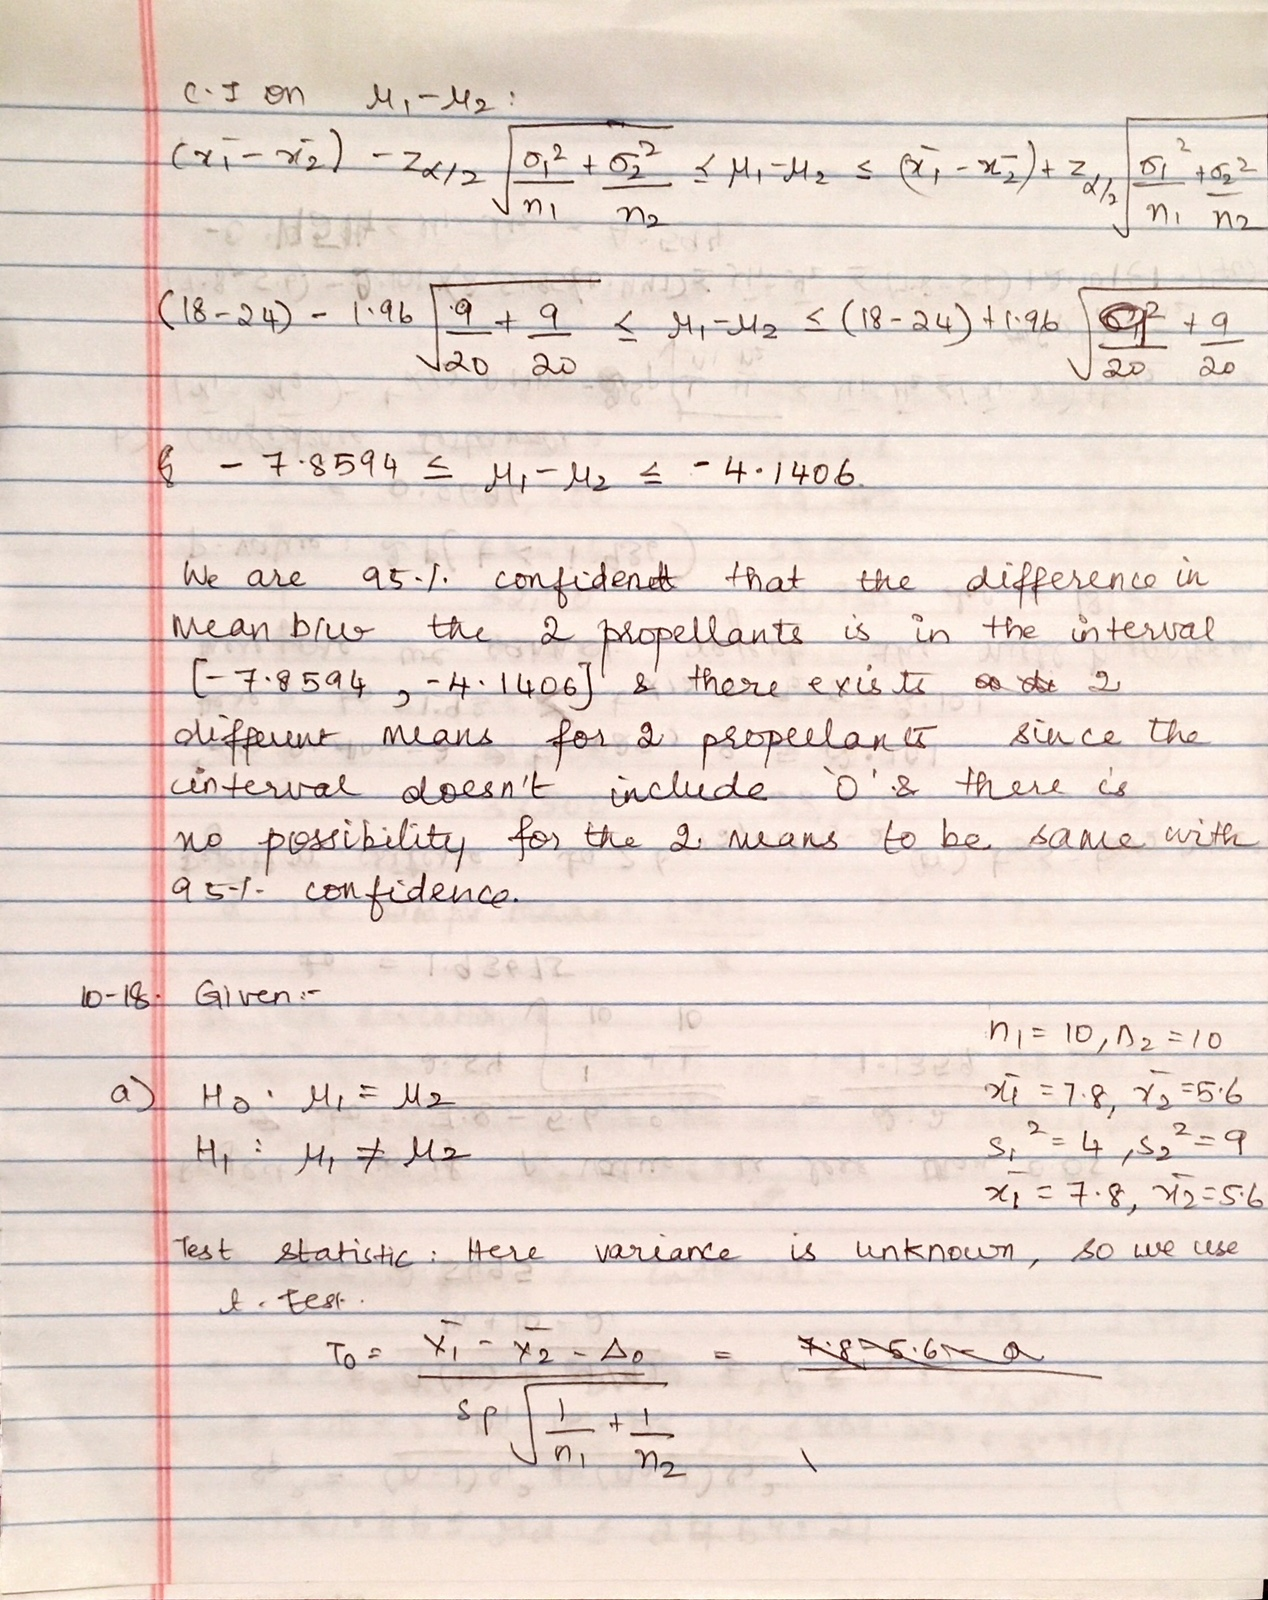 C.I on μ₁-μ₂:
(x̄₁ - x̄₂) - Zα/2 √(σ₁²/n₁ + σ₂²/n₂) ≤ μ₁-μ₂ ≤ (x̄₁ - x̄₂) + Zα/2 √(σ₁²/n₁ + σ₂²/n₂)
(18-24) - 1.96 √(9/20 + 9/20) ≤ μ₁-μ₂ ≤ (18-24) + 1.96 √(9/20 + 9/20)
- 7.8594 ≤ μ₁-μ₂ ≤ -4.1406.
We are 95% confident that the difference in
mean b/w the 2 propellants is in the interval
[-7.8594, -4.1406] & there exists 2
different means for 2 propellants since the
interval doesn't include '0' & there is
no possibility for the 2 means to be same with
95% confidence.
10-18. Given:-
n₁ = 10, n₂ = 10
a) H₀: μ₁ = μ₂
x̄₁ = 7.8, x̄₂ = 5.6
H₁: μ₁ ≠ μ₂
s₁² = 4, s₂² = 9
x̄₁ = 7.8, x̄₂ = 5.6
Test statistic: Here variance is unknown, so we use
t-test.
T₀ = (x̄₁ - x̄₂ - Δ₀) / (sp √(1/n₁ + 1/n₂)) =